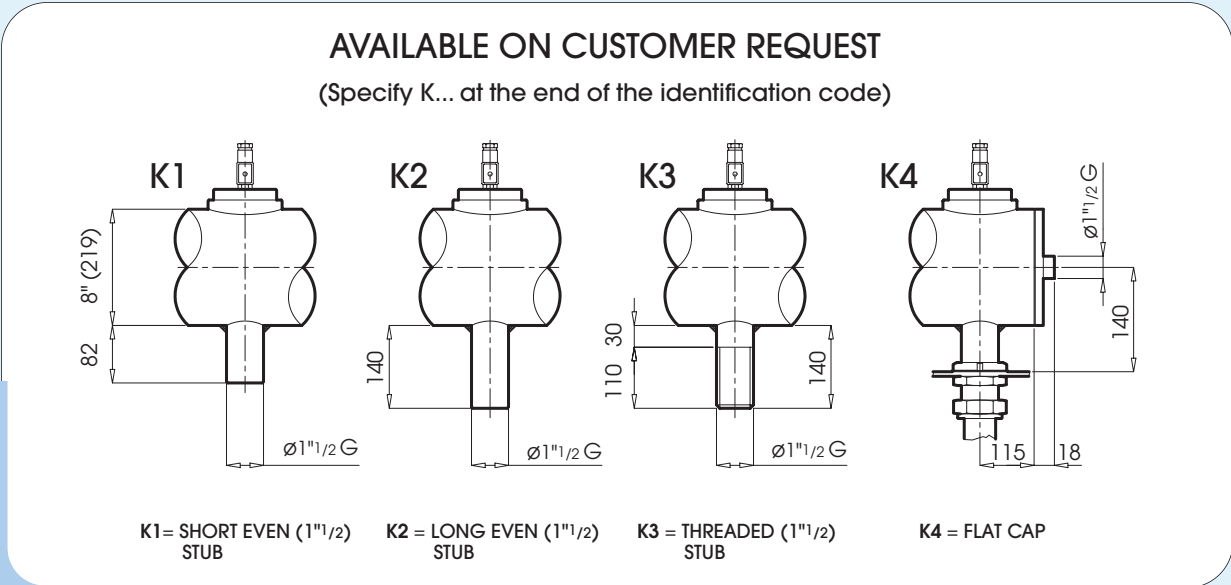 AVAILABLE ON CUSTOMER REQUEST
(Specify K... at the end of the identification code)
K1
K2
K3
K4
8" (219)
82
140
30
110
140
ø1"1/2 G
140
ø1"1/2 G
ø1"1/2 G
ø1"1/2 G
115
18
K1= SHORT EVEN (1"1/2)
STUB
K2 = LONG EVEN (1"1/2)
STUB
K3 = THREADED (1"1/2)
STUB
K4 = FLAT CAP